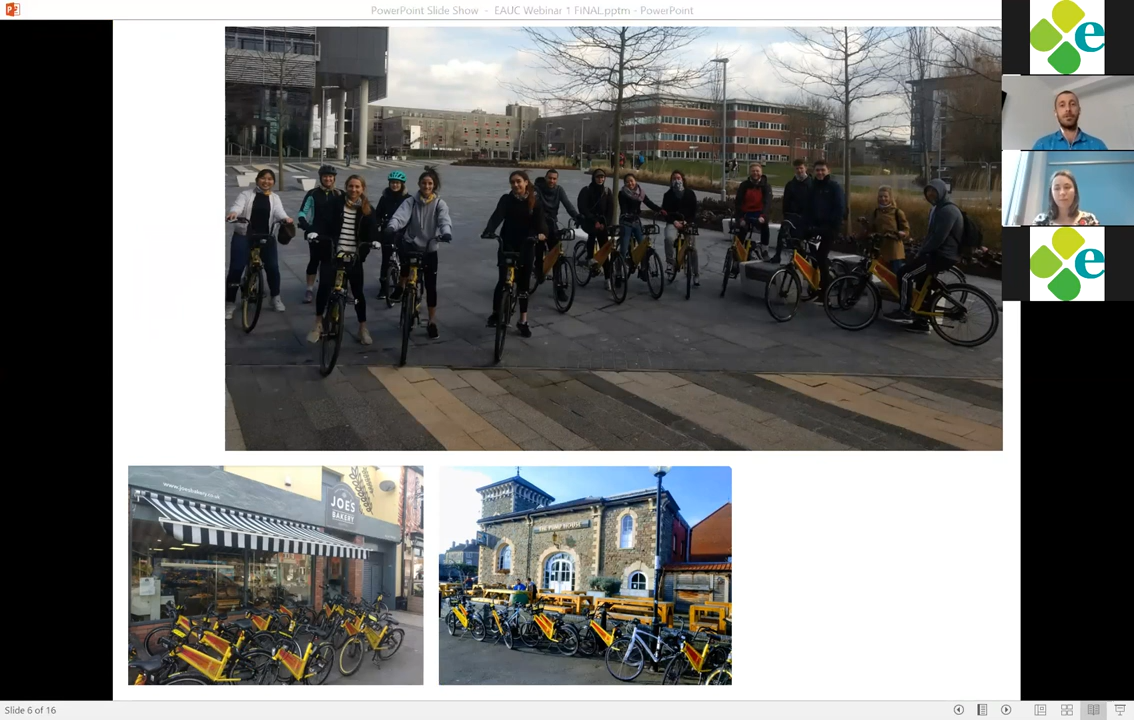 PowerPoint Slide Show - EAUC Webinar 1 FINAL.pptm - PowerPoint
e
e
www.joesbakery.co.uk
JOE'S
BAKERY
THE PUMP HOUSE
Slide 6 of 16